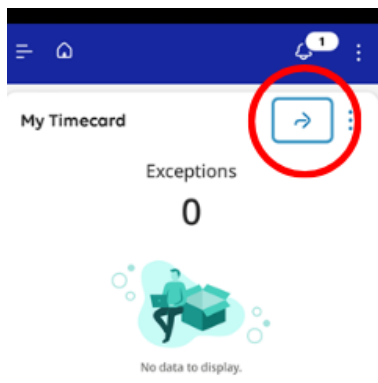 1
My Timecard
Exceptions
0
No data to display.